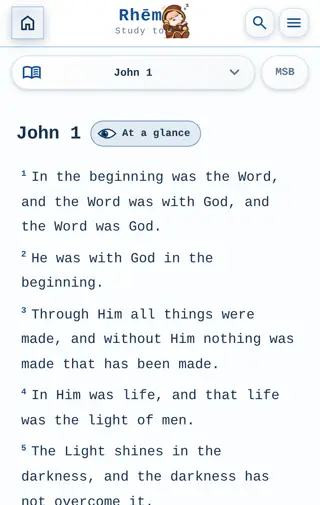 Rhēm
Study to
John 1
MSB
John 1
At a glance
1 In the beginning was the Word,
and the Word was with God, and
the Word was God.
2 He was with God in the
beginning.
3 Through Him all things were
made, and without Him nothing was
made that has been made.
4 In Him was life, and that life
was the light of men.
5 The Light shines in the
darkness, and the darkness has
not overcome it.